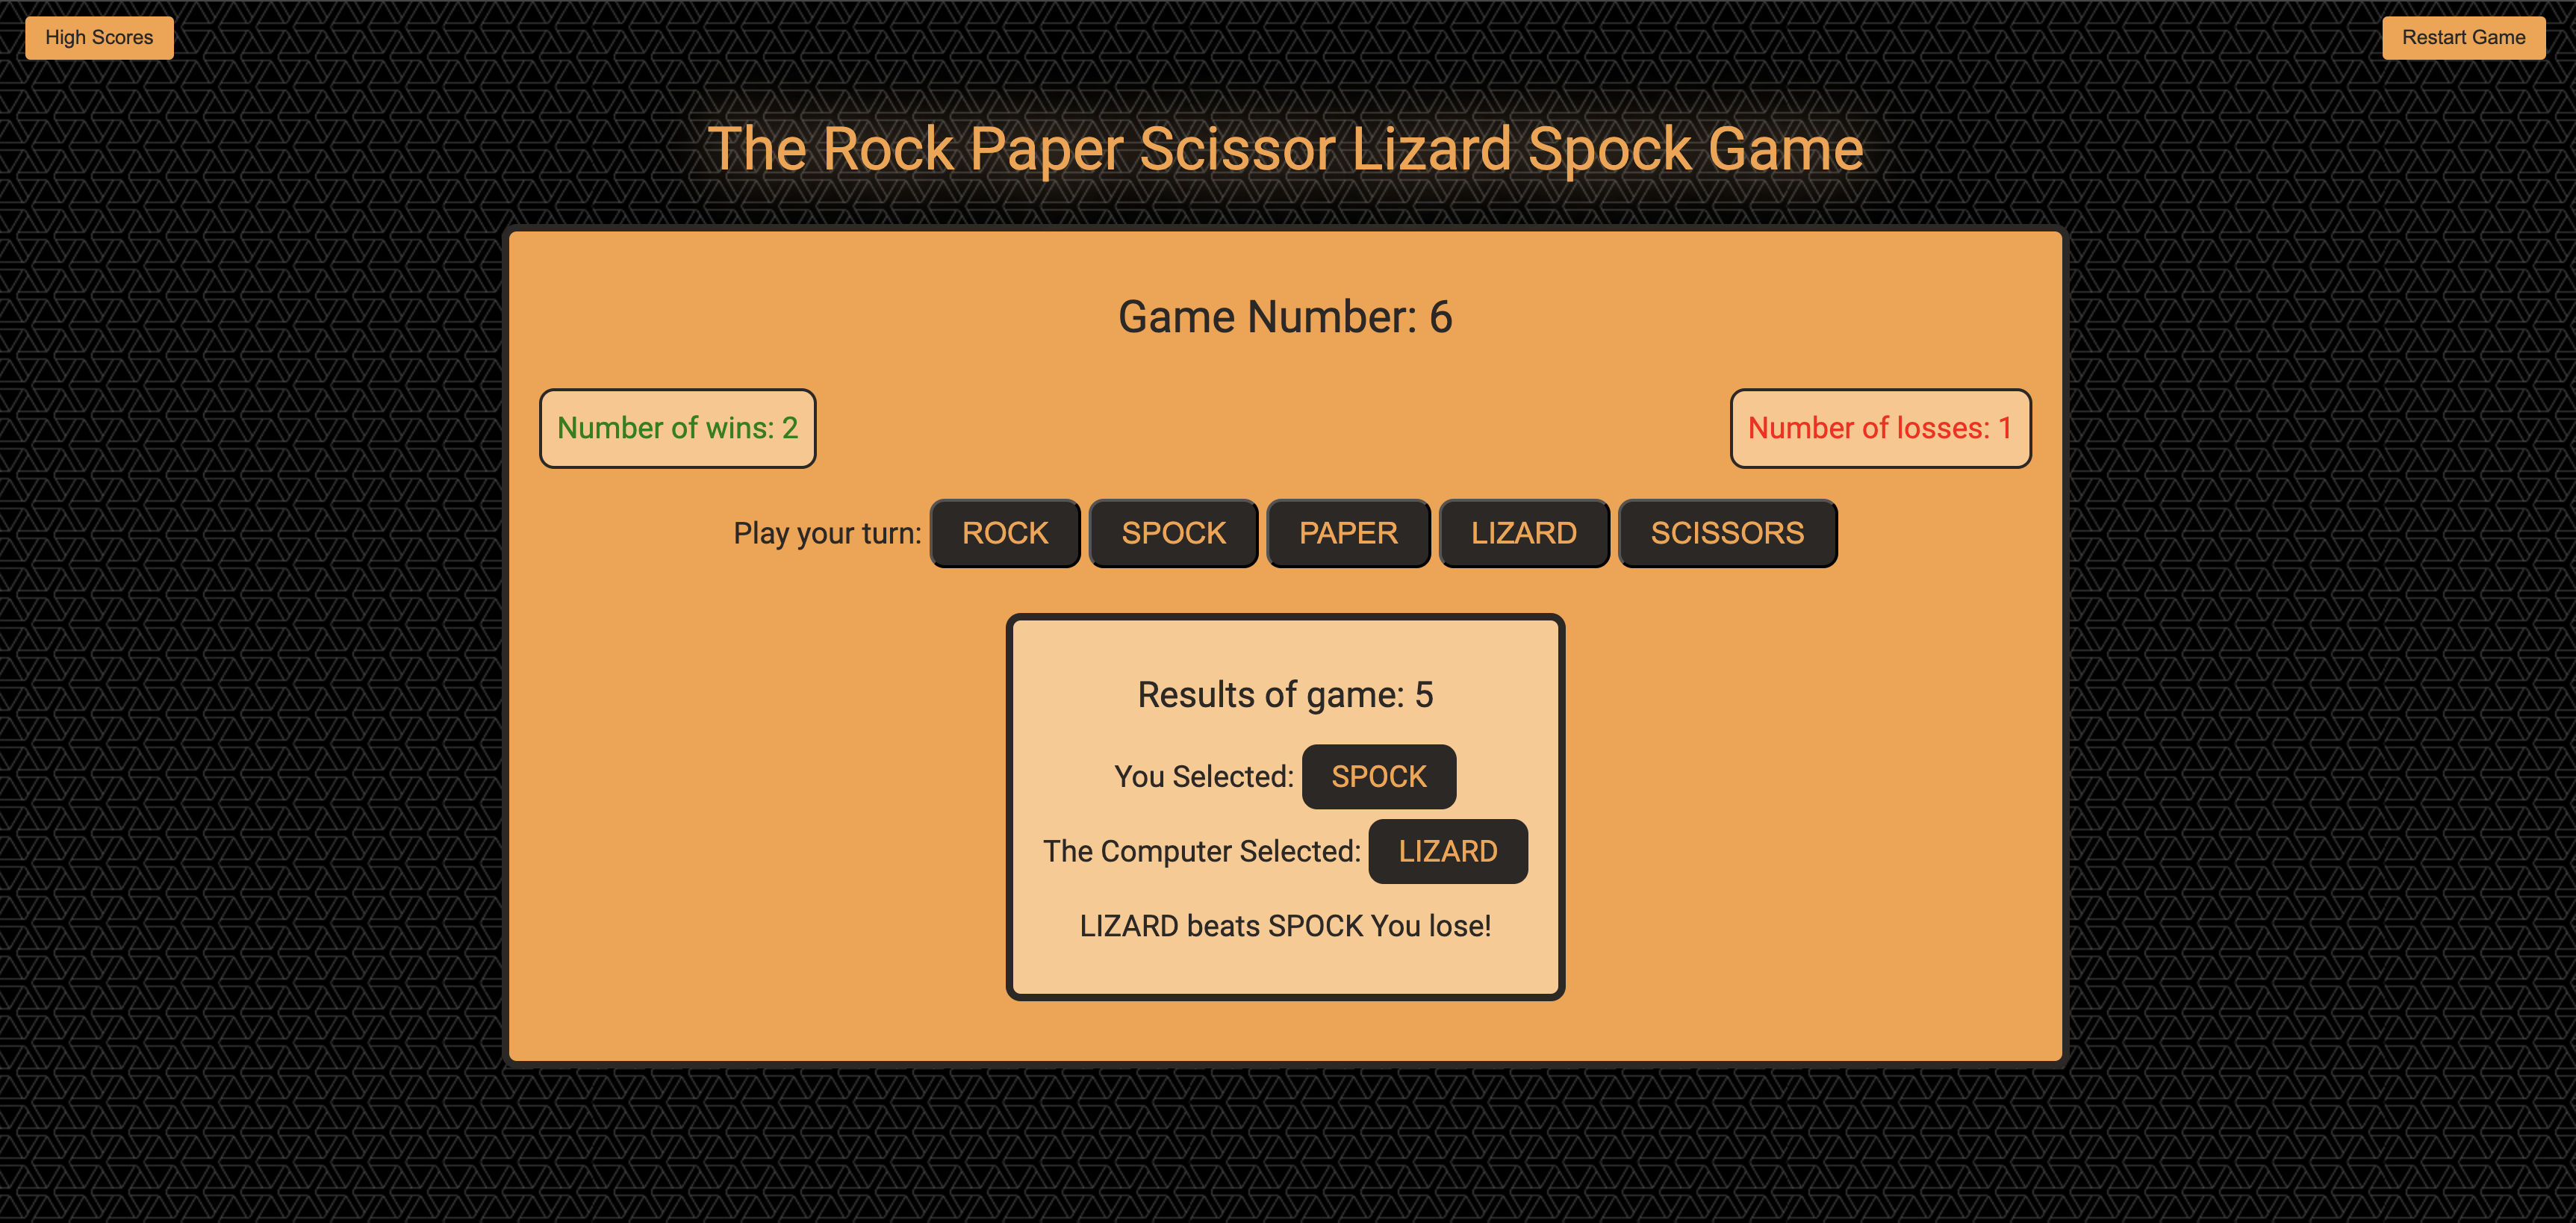 High Scores
Restart Game
The Rock Paper Scissor Lizard Spock Game
Game Number: 6
Number of wins: 2
Number of losses: 1
Play your turn: ROCK SPOCK PAPER LIZARD SCISSORS
Results of game: 5
You Selected: SPOCK
The Computer Selected: LIZARD
LIZARD beats SPOCK You lose!